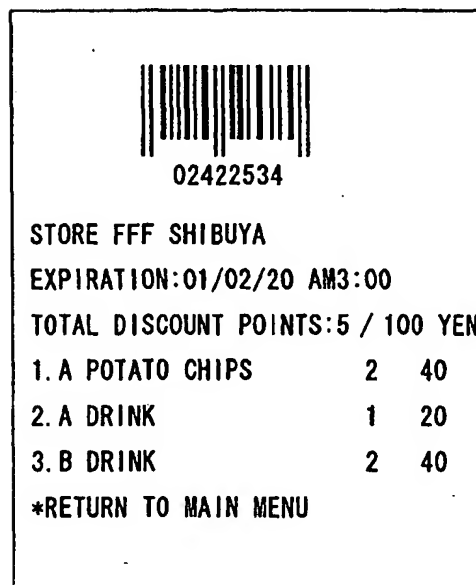 02422534
STORE FFF SHIBUYA
EXPIRATION:01/02/20 AM3:00
TOTAL DISCOUNT POINTS:5 / 100 YEN
1. A POTATO CHIPS 2 40
2. A DRINK 1 20
3. B DRINK 2 40
*RETURN TO MAIN MENU